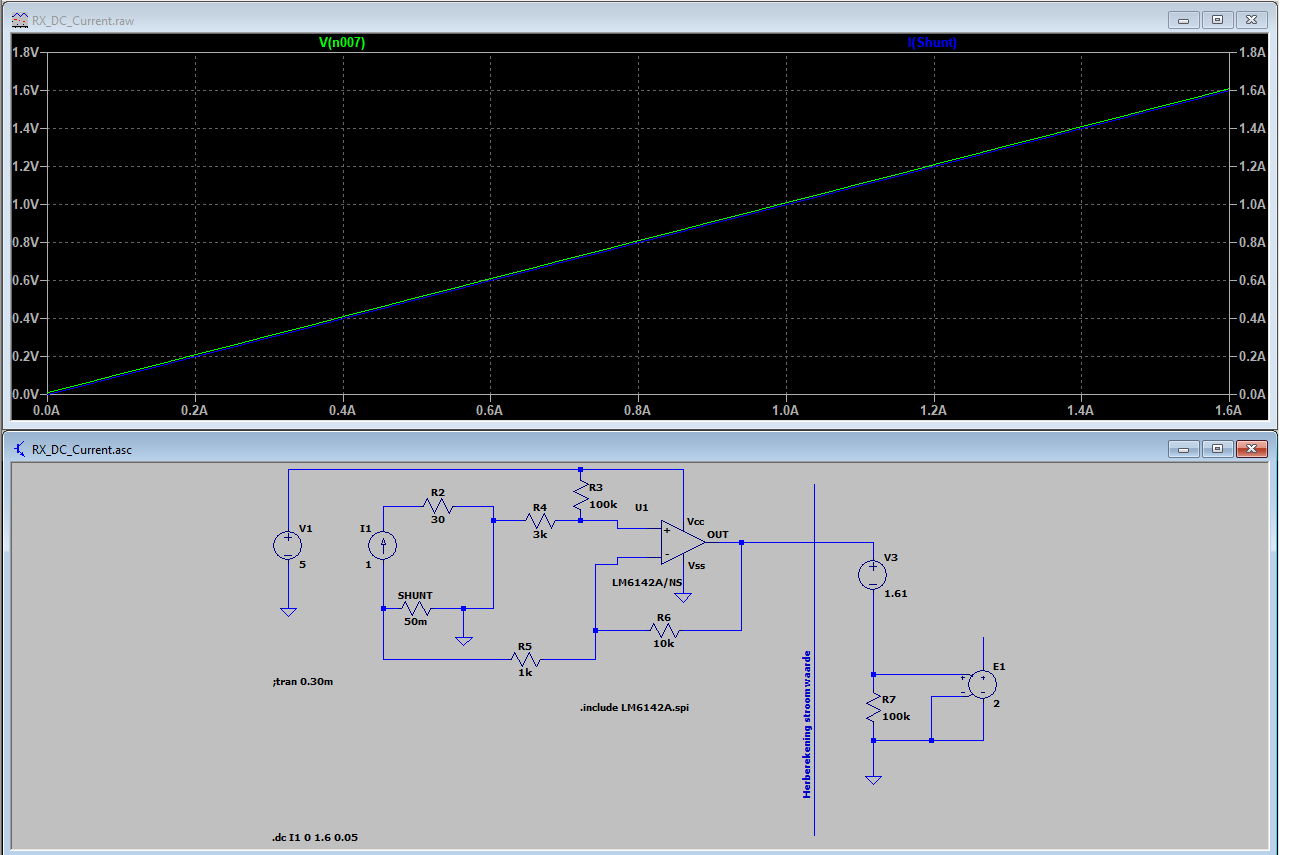 RX_DC_Current.raw
V(n007)
I(Shunt)
1.8V
1.8A
1.6V
1.6A
1.4V
1.4A
1.2V
1.2A
1.0V
1.0A
0.8V
0.8A
0.6V
0.6A
0.4V
0.4A
0.2V
0.2A
0.0V
0.0A
0.0A 0.2A 0.4A 0.6A 0.8A 1.0A 1.2A 1.4A 1.6A
RX_DC_Current.asc
V1
5
I1
1
R2
30
SHUNT
50m
R4
3k
R3
100k
U1
Vcc
+
-
OUT
Vss
LM6142A/NS
R6
10k
R5
1k
V3
1.61
R7
100k
E1
2
Herberekening stroomwaarde
;tran 0.30m
.include LM6142A.spi
.dc I1 0 1.6 0.05